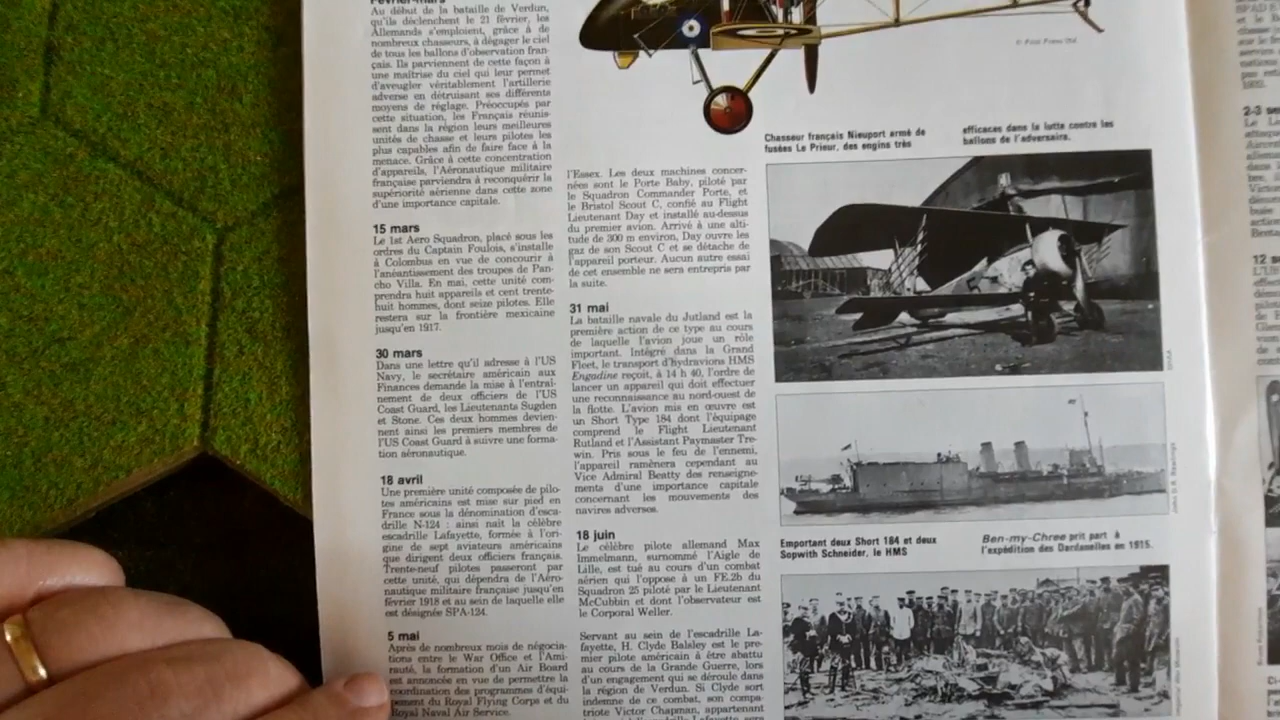 Février-mars
Au début de la bataille de Verdun,
qu'ils déclenchent le 21 février, les
Allemands s'emploient, grâce à de
nombreux chasseurs, à dégager le ciel
de tous les ballons d'observation fran-
çais. Ils parviennent de cette façon à
une maîtrise du ciel qui leur permet
d'aveugler véritablement l'artillerie
adverse en détruisant ses différents
moyens de réglage. Préoccupés par
cette situation, les Français réunis-
sent dans la région leurs meilleures
unités de chasse et leurs pilotes les
plus capables afin de faire face à la
menace. Grâce à cette concentration
d'appareils, l'Aéronautique militaire
française parviendra à reconquérir la
supériorité aérienne dans cette zone
d'une importance capitale.
15 mars
Le 1st Aero Squadron, placé sous les
ordres du Captain Foulois, s'installe
à Colombus en vue de concourir à
l'anéantissement des troupes de Pan-
cho Villa. En mai, cette unité com-
prendra huit appareils et cent trente-
huit hommes, dont seize pilotes. Elle
restera sur la frontière mexicaine
jusqu'en 1917.
30 mars
Dans une lettre qu'il adresse à l'US
Navy, le secrétaire américain aux
Finances demande la mise à l'entraî-
nement de deux officiers de l'US
Coast Guard, les Lieutenants Sugden
et Stone. Ces deux hommes devien-
nent ainsi les premiers membres de
l'US Coast Guard à suivre une forma-
tion aéronautique.
18 avril
Une première unité composée de pilo-
tes américains est mise sur pied en
France sous la dénomination d'esca-
drille N-124 : ainsi naît la célèbre
escadrille Lafayette, formée à l'ori-
gine de sept aviateurs américains
que dirigent deux officiers français.
Trente-neuf pilotes passeront par
cette unité, qui dépendra de l'Aéro-
nautique militaire française jusqu'en
février 1918 et au sein de laquelle elle
est désignée SPA-124.
5 mai
Après de nombreux mois de négocia-
tions entre le War Office et l'Ami-
rauté, la formation d'un Air Board
est annoncée en vue de permettre la
coordination des programmes d'équi-
pement du Royal Flying Corps et du
Royal Naval Air Service.
l'Essex. Les deux machines concer-
nées sont le Porte Baby, piloté par
le Squadron Commander Porte, et
le Bristol Scout C, confié au Flight
Lieutenant Day et installé au-dessus
du premier avion. Arrivé à une alti-
tude de 300 m environ, Day ouvre les
gaz de son Scout C et se détache de
l'appareil porteur. Aucun autre essai
de cet ensemble ne sera entrepris par
la suite.
31 mai
La bataille navale du Jutland est la
première action de ce type au cours
de laquelle l'avion joue un rôle
important. Intégré dans la Grand
Fleet, le transport d'hydravions HMS
Engadine reçoit, à 14 h 40, l'ordre de
lancer un appareil qui doit effectuer
une reconnaissance au nord-ouest de
la flotte. L'avion mis en œuvre est
un Short Type 184 dont l'équipage
comprend le Flight Lieutenant
Rutland et l'Assistant Paymaster Tre-
win. Pris sous le feu de l'ennemi,
l'appareil ramènera cependant au
Vice Admiral Beatty des renseigne-
ments d'une importance capitale
concernant les mouvements des
navires adverses.
18 juin
Le célèbre pilote allemand Max
Immelmann, surnommé l'Aigle de
Lille, est tué au cours d'un combat
aérien qui l'oppose à un FE.2b du
Squadron 25 piloté par le Lieutenant
McCubbin et dont l'observateur est
le Corporal Weller.
Servant au sein de l'escadrille La-
fayette, H. Clyde Balsley est le pre-
mier pilote américain à être abattu
au cours de la Grande Guerre, lors
d'un engagement qui se déroule dans
la région de Verdun. Si Clyde sort
indemne de ce combat, son compa-
triote Victor Chapman, appartenant
© Pilot Press Ltd
Chasseur français Nieuport armé de
fusées Le Prieur, des engins très
efficaces dans la lutte contre les
ballons de l'adversaire.
Emportant deux Short 184 et deux
Sopwith Schneider, le HMS
Ben-my-Chree prit part à
l'expédition des Dardanelles en 1915.
2-3 se
12 s